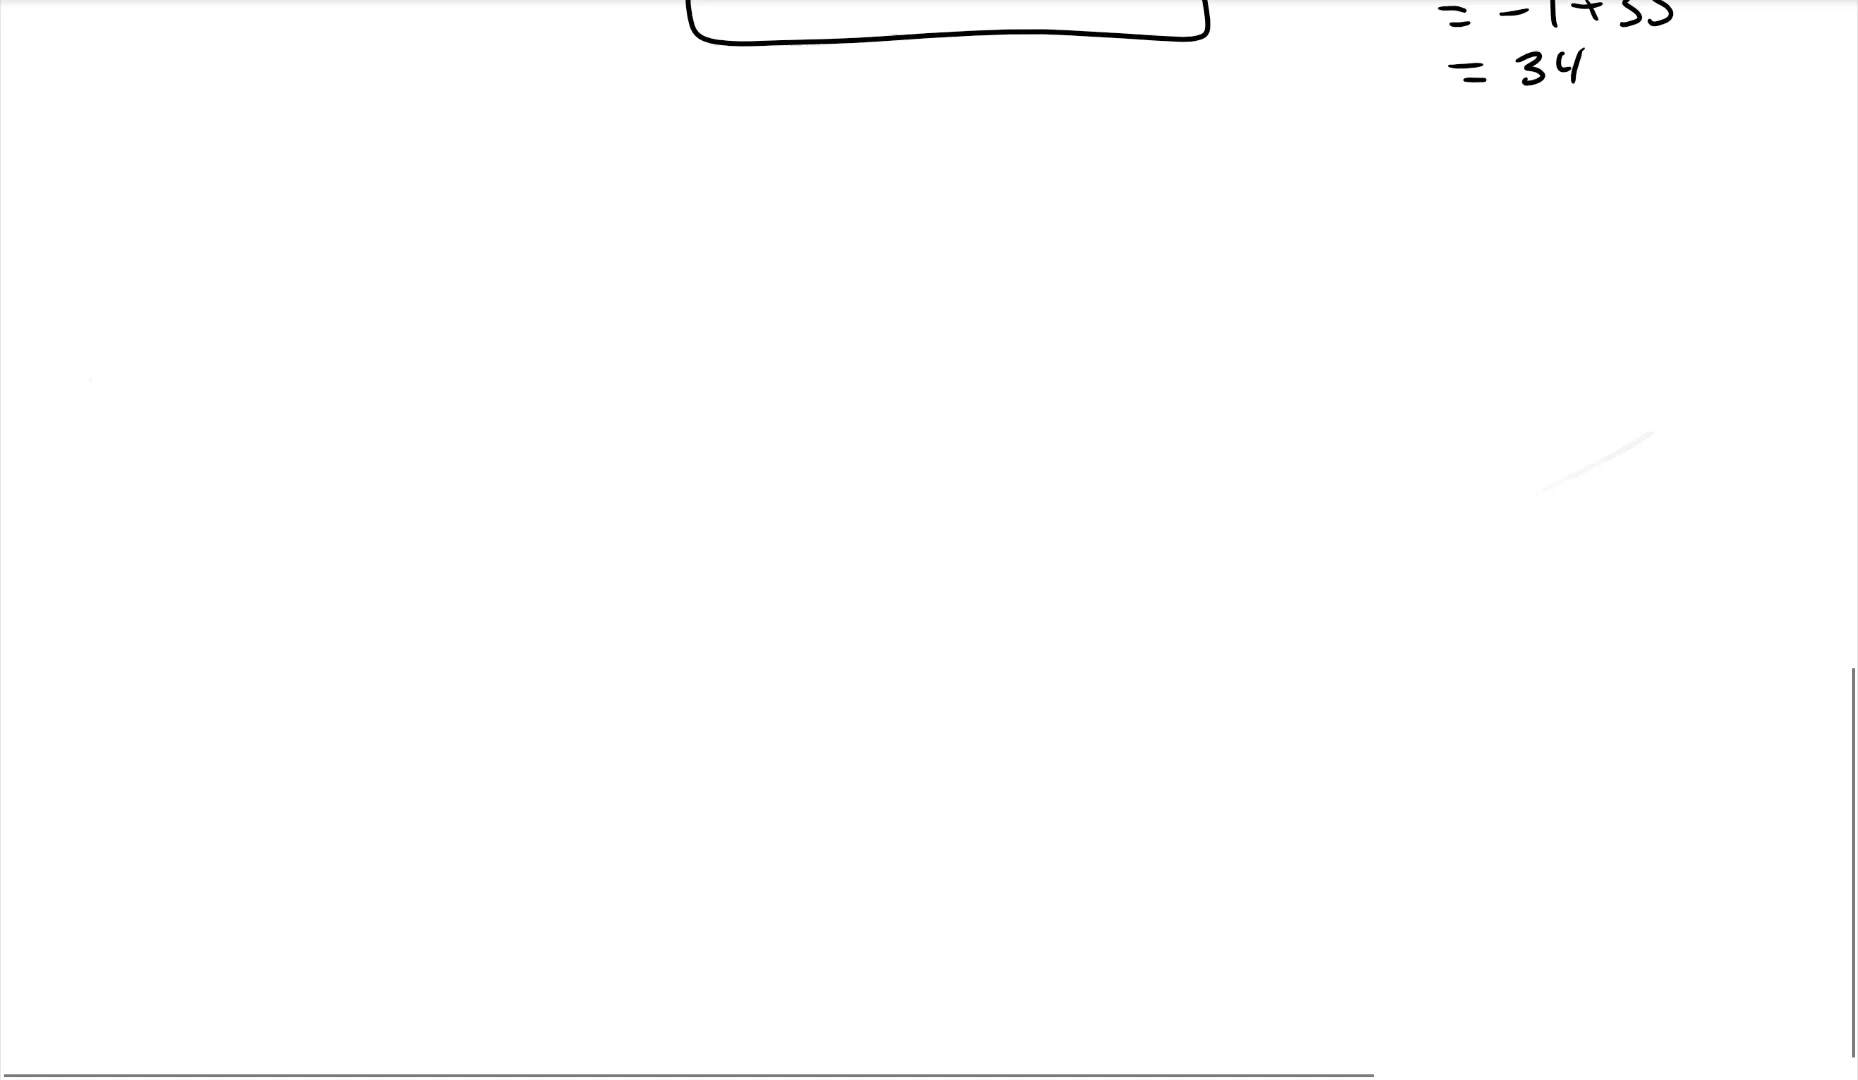 = -1 + 35
= 34